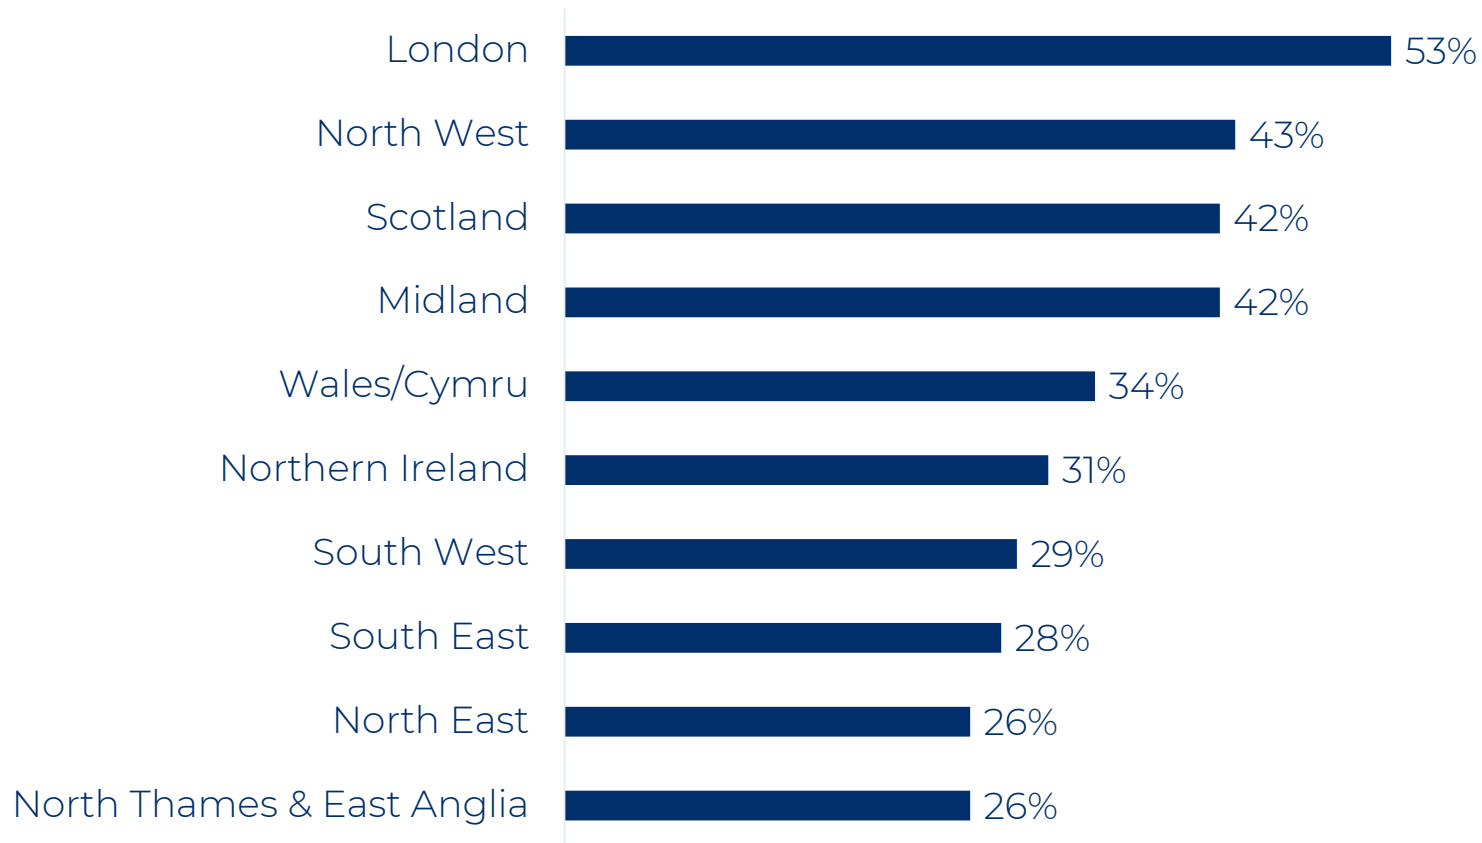 London 53%
North West 43%
Scotland 42%
Midland 42%
Wales/Cymru 34%
Northern Ireland 31%
South West 29%
South East 28%
North East 26%
North Thames & East Anglia 26%